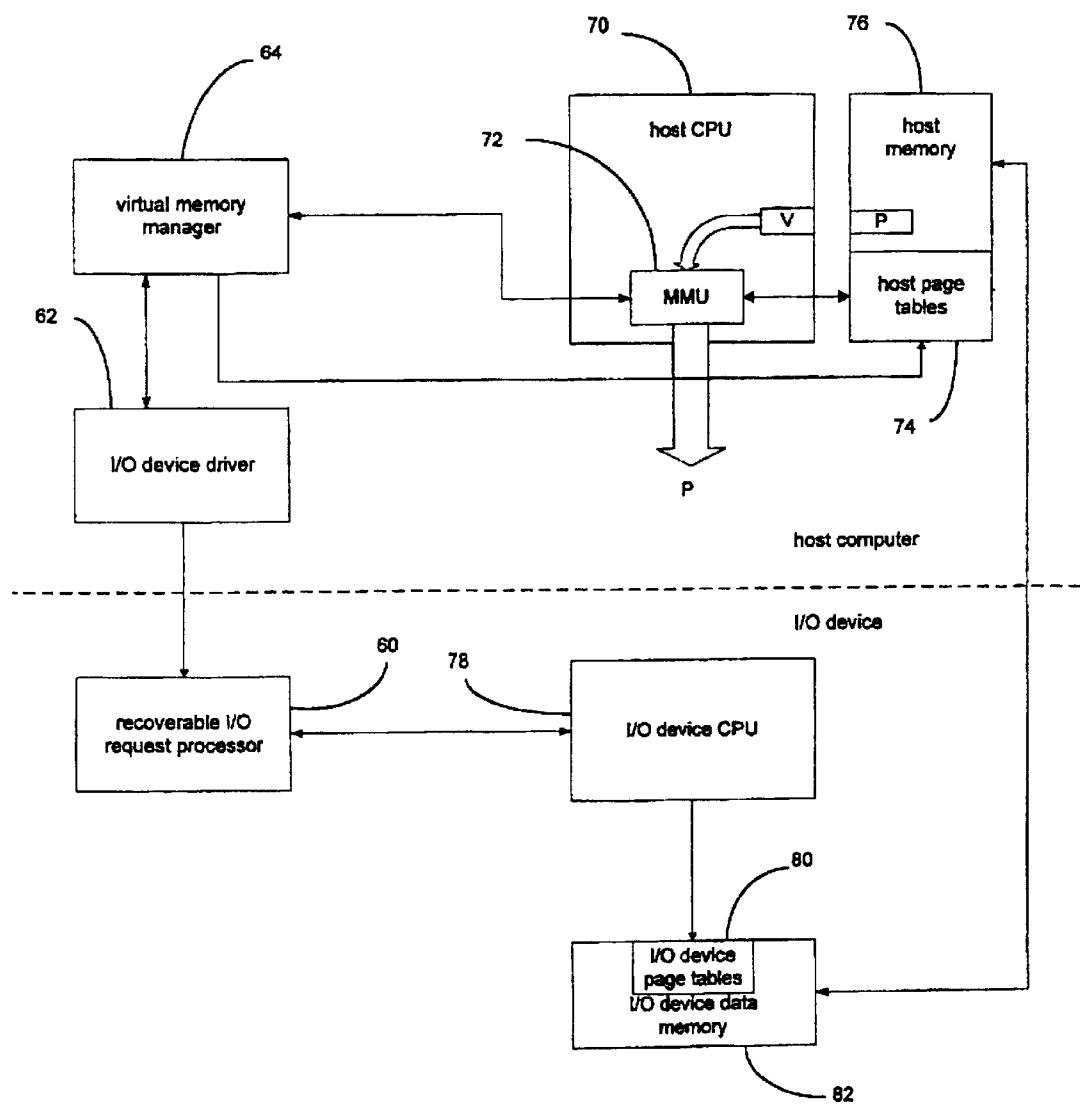 70
76
64
host CPU
host
memory
72
virtual memory
manager
V
P
MMU
host page
tables
62
74
I/O device driver
P
host computer
I/O device
60
78
recoverable I/O
request processor
I/O device CPU
80
I/O device
page tables
I/O device data
memory
82